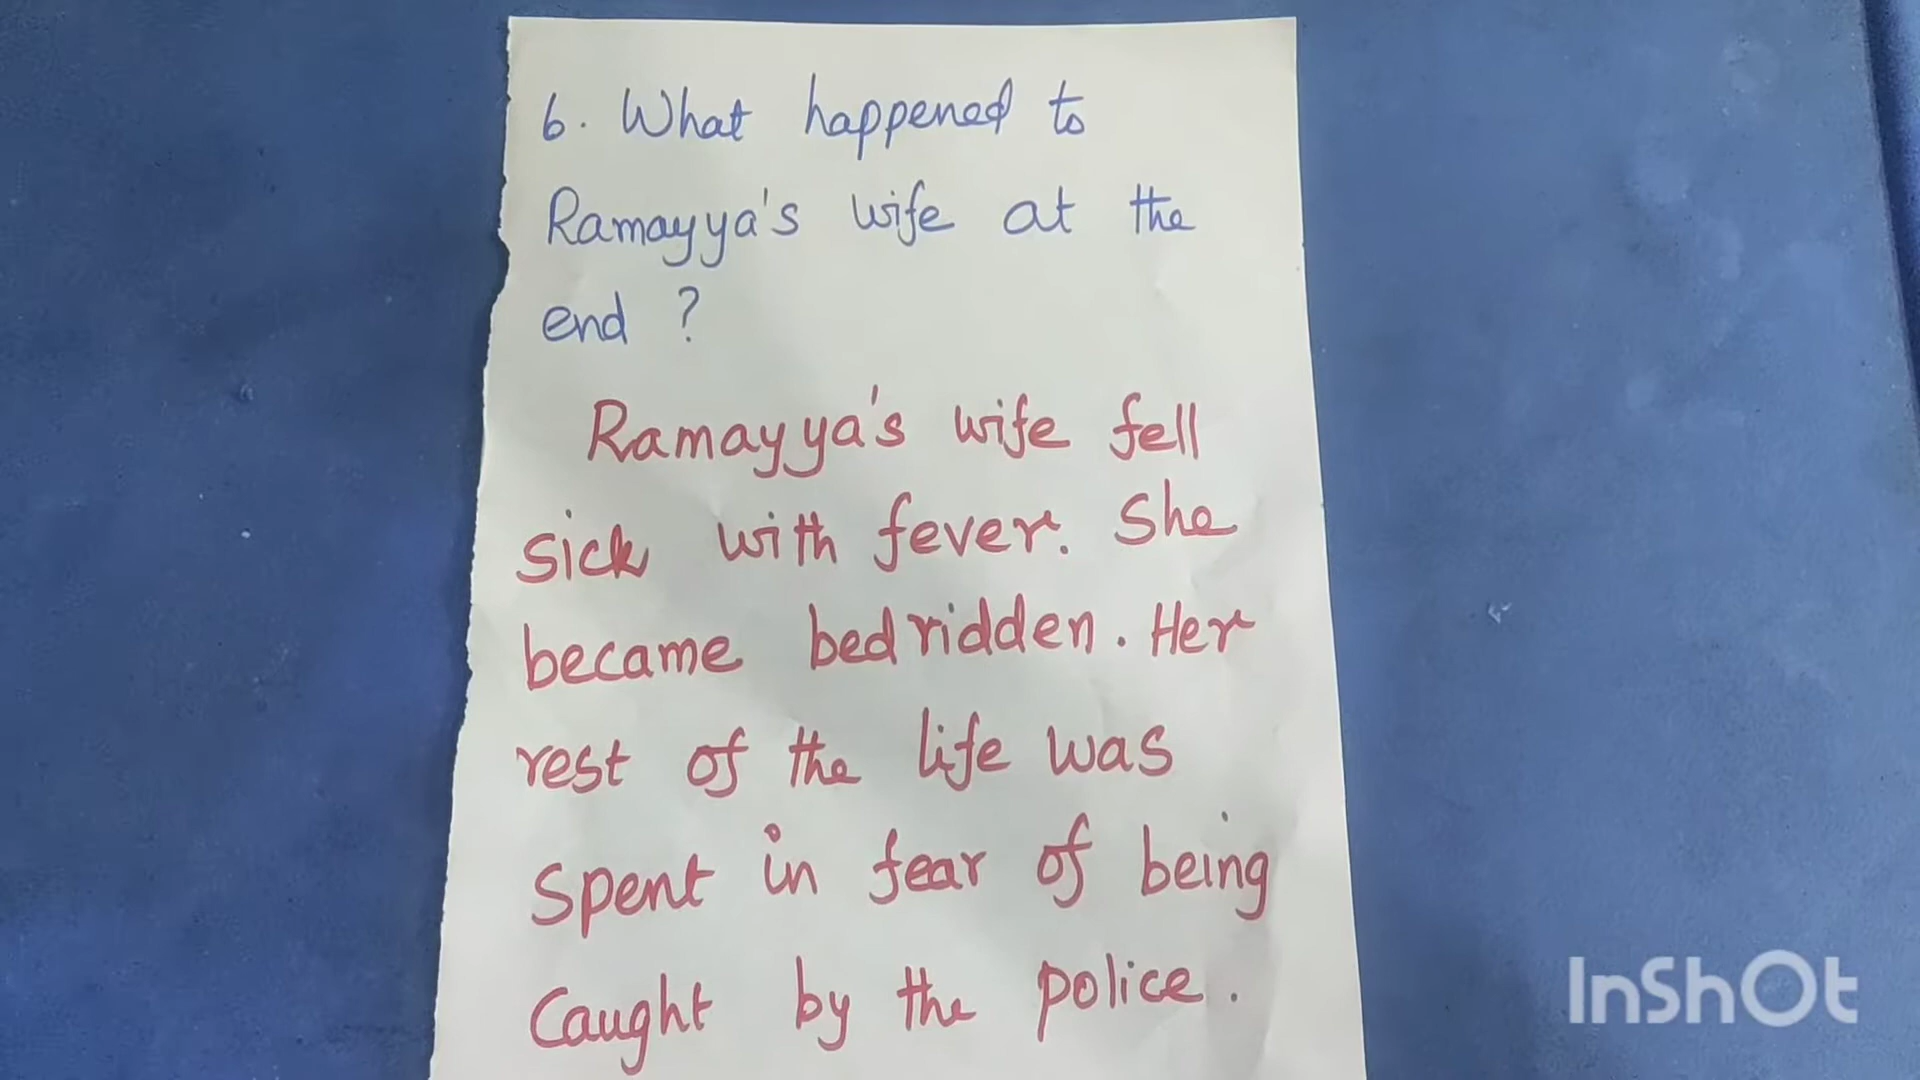 6. What happened to
Ramayya's wife at the
end ?
Ramayya's wife fell
sick with fever. She
became bedridden. Her
rest of the life was
spent in fear of being
caught by the police.
InShOt